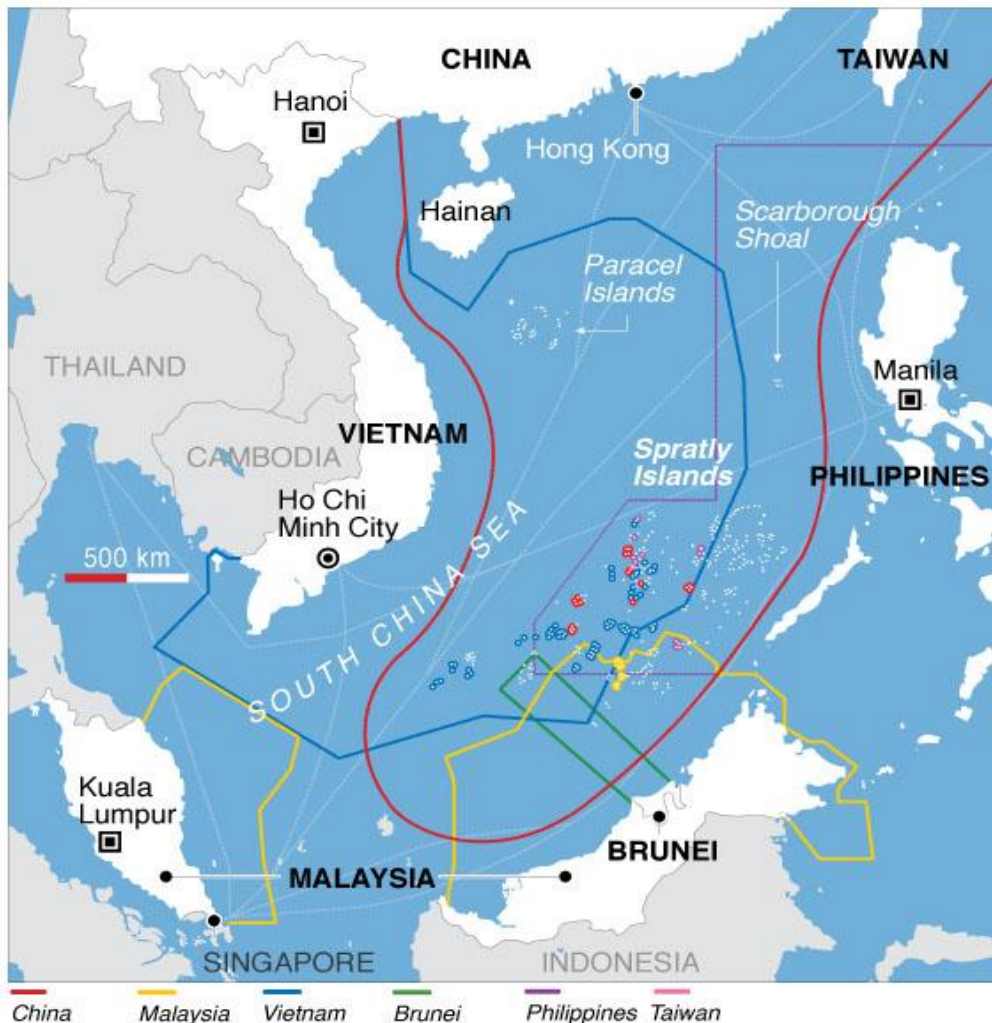 CHINA
TAIWAN
Hanoi
Hong Kong
Hainan
Scarborough
Shoal
Paracel
Islands
THAILAND
Manila
VIETNAM
CAMBODIA
Spratly
Islands
PHILIPPINES
Ho Chi
Minh City
500 km
SOUTH CHINA SEA
Kuala
Lumpur
BRUNEI
MALAYSIA
SINGAPORE
INDONESIA
China
Malaysia
Vietnam
Brunei
Philippines
Taiwan